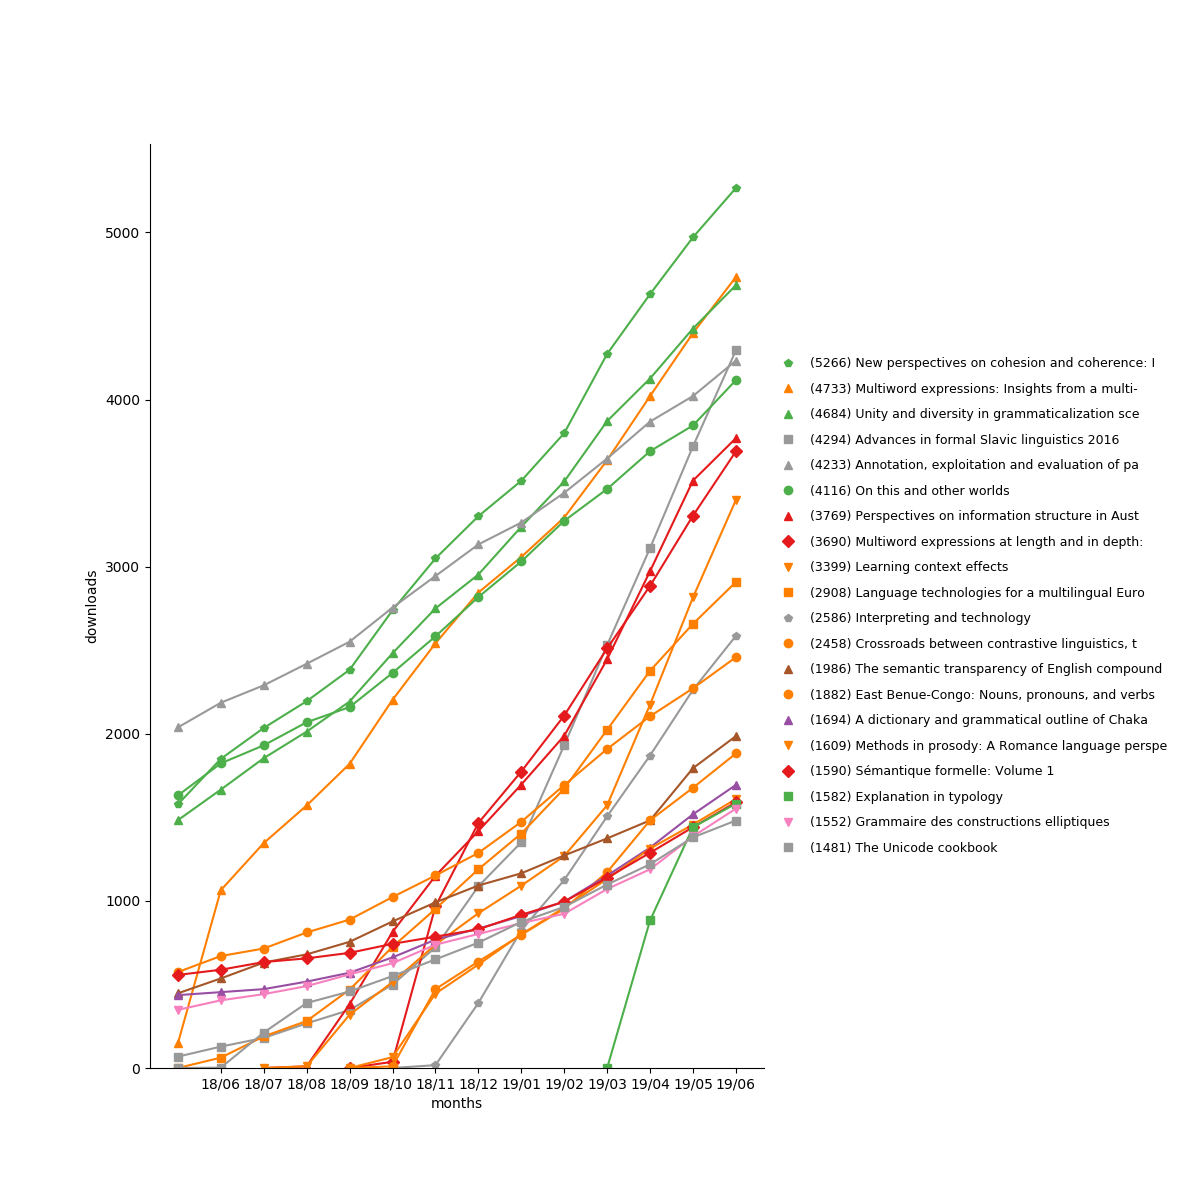 5000
4000
3000
2000
1000
0
downloads
18/06 18/07 18/08 18/09 18/10 18/11 18/12 19/01 19/02 19/03 19/04 19/05 19/06
months
(5266) New perspectives on cohesion and coherence: I
(4733) Multiword expressions: Insights from a multi-
(4684) Unity and diversity in grammaticalization sce
(4294) Advances in formal Slavic linguistics 2016
(4233) Annotation, exploitation and evaluation of pa
(4116) On this and other worlds
(3769) Perspectives on information structure in Aust
(3690) Multiword expressions at length and in depth:
(3399) Learning context effects
(2908) Language technologies for a multilingual Euro
(2586) Interpreting and technology
(2458) Crossroads between contrastive linguistics, t
(1986) The semantic transparency of English compound
(1882) East Benue-Congo: Nouns, pronouns, and verbs
(1694) A dictionary and grammatical outline of Chaka
(1609) Methods in prosody: A Romance language perspe
(1590) Sémantique formelle: Volume 1
(1582) Explanation in typology
(1552) Grammaire des constructions elliptiques
(1481) The Unicode cookbook